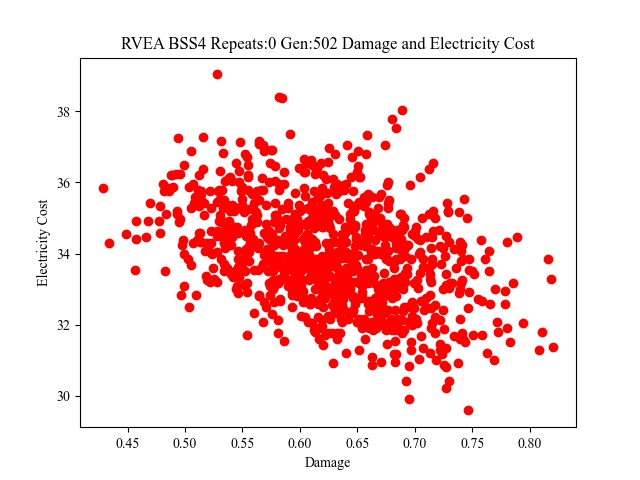 RVEA BSS4 Repeats:0 Gen:502 Damage and Electricity Cost
Electricity Cost
38
36
34
32
30
0.45 0.50 0.55 0.60 0.65 0.70 0.75 0.80
Damage